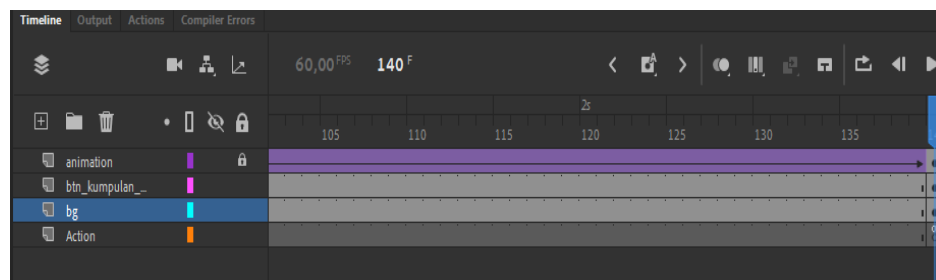 Timeline Output Actions Compiler Errors
60,00 FPS 140 F
2s
105 110 115 120 125 130 135
animation
btn_kumpulan_...
bg
Action